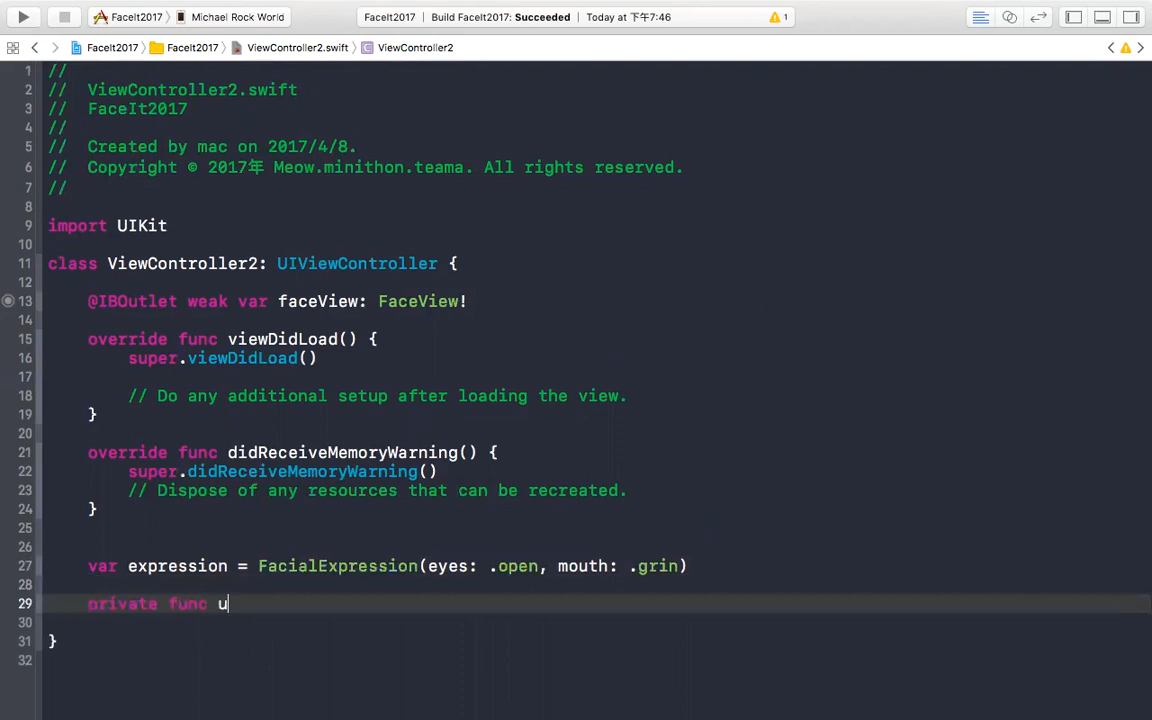 FaceIt2017 Michael Rock World FaceIt2017 Build FaceIt2017: Succeeded Today at 下午7:46 1
FaceIt2017 FaceIt2017 ViewController2.swift ViewController2
1 //
2 // ViewController2.swift
3 // FaceIt2017
4 //
5 // Created by mac on 2017/4/8.
6 // Copyright © 2017年 Meow.minithon.teama. All rights reserved.
7 //
8
9 import UIKit
10
11 class ViewController2: UIViewController {
12
13 @IBOutlet weak var faceView: FaceView!
14
15 override func viewDidLoad() {
16 super.viewDidLoad()
17
18 // Do any additional setup after loading the view.
19 }
20
21 override func didReceiveMemoryWarning() {
22 super.didReceiveMemoryWarning()
23 // Dispose of any resources that can be recreated.
24 }
25
26
27 var expression = FacialExpression(eyes: .open, mouth: .grin)
28
29 private func u
30
31 }
32